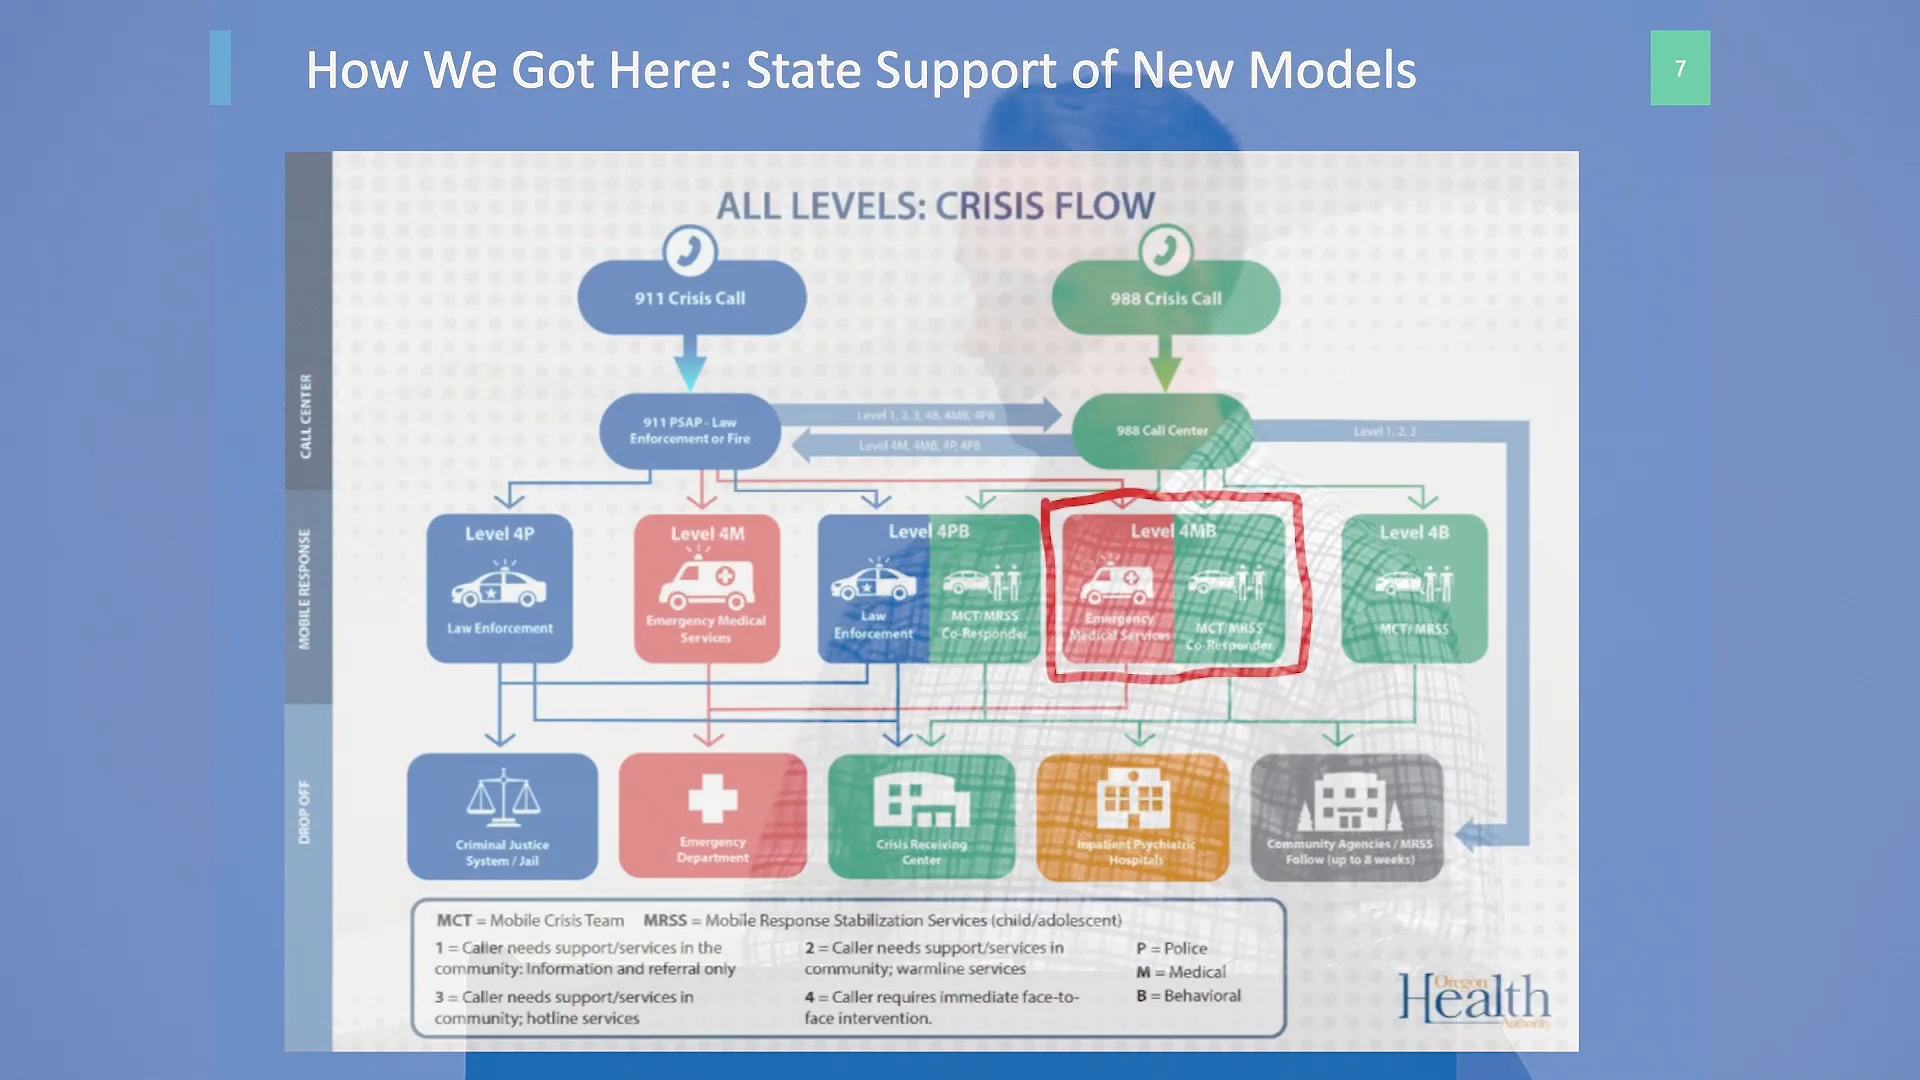 How We Got Here: State Support of New Models
7
ALL LEVELS: CRISIS FLOW
911 Crisis Call
988 Crisis Call
CALL CENTER
911 PSAP - Law
Enforcement or Fire
Level 1, 2, 3, 4B, 4MB, 4PB
Level 4M, 4MB, 4P, 4PB
988 Call Center
Level 1, 2, 3
MOBILE RESPONSE
Level 4P
Law Enforcement
Level 4M
Emergency Medical
Services
Level 4PB
Law
Enforcement
MCT/MRSS
Co-Responder
Level 4MB
Emergency
Medical Services
MCT/MRSS
Co-Responder
Level 4B
MCT/MRSS
DROP OFF
Criminal Justice
System / Jail
Emergency
Department
Crisis Receiving
Center
Inpatient Psychiatric
Hospitals
Community Agencies / MRSS
Follow (up to 8 weeks)
MCT = Mobile Crisis Team MRSS = Mobile Response Stabilization Services (child/adolescent)
1 = Caller needs support/services in the
community: Information and referral only
2 = Caller needs support/services in
community; warmline services
3 = Caller needs support/services in
community; hotline services
4 = Caller requires immediate face-to-
face intervention.
P = Police
M = Medical
B = Behavioral
Oregon
Health
Authority